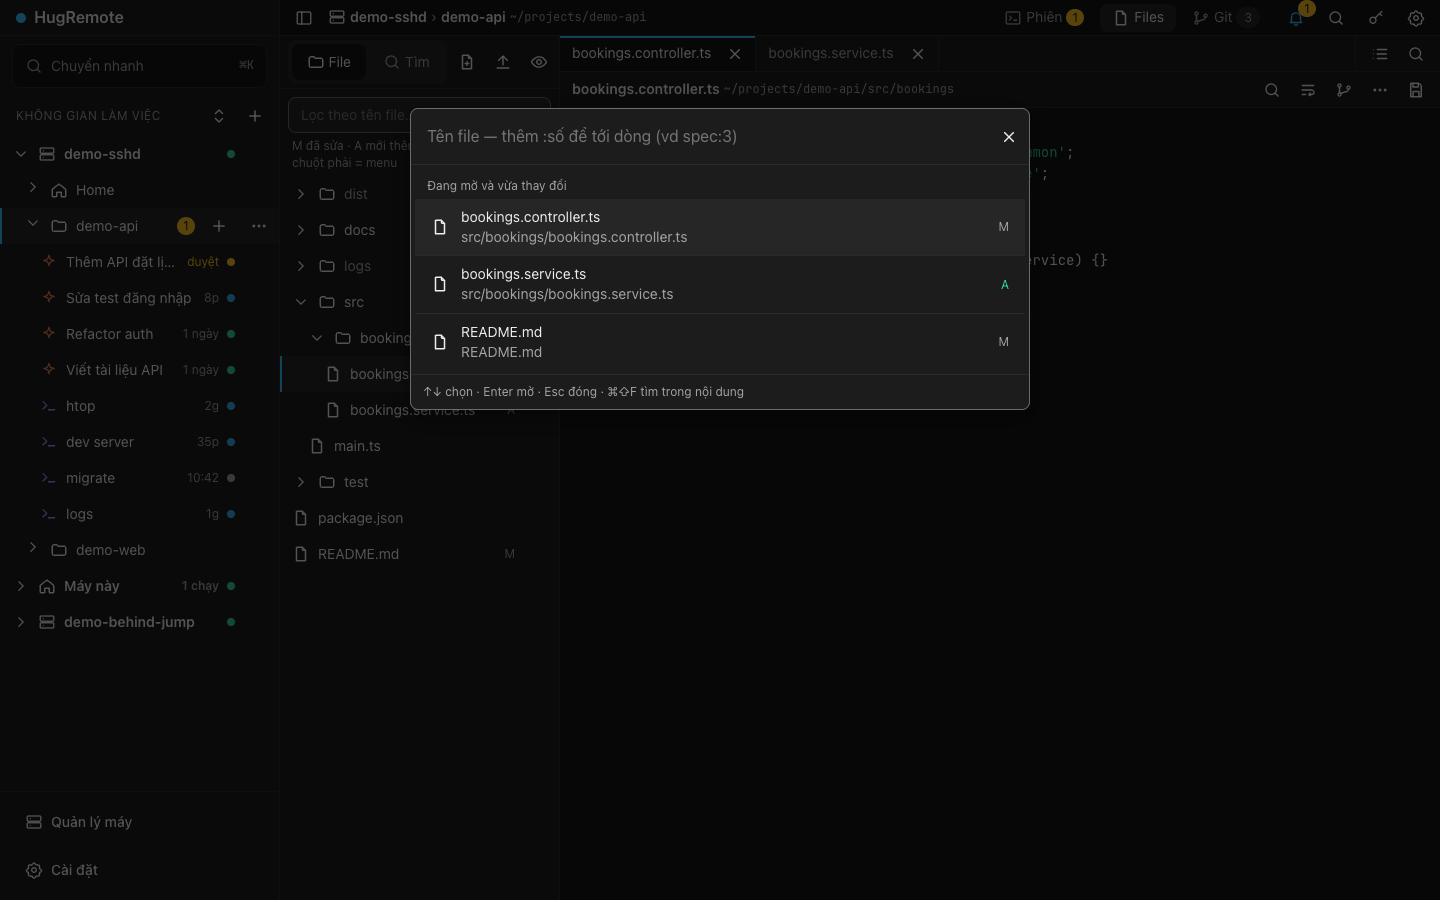 HugRemote
demo-sshd › demo-api ~/projects/demo-api
Phiên 1
Files
Git 3
1
Chuyển nhanh ⌘K
KHÔNG GIAN LÀM VIỆC
demo-sshd
Home
demo-api 1
Thêm API đặt lị... duyệt
Sửa test đăng nhập 8p
Refactor auth 1 ngày
Viết tài liệu API 1 ngày
htop 2g
dev server 35p
migrate 10:42
logs 1g
demo-web
Máy này 1 chạy
demo-behind-jump
Quản lý máy
Cài đặt
File
Tìm
Lọc theo tên file.
M đã sửa · A mới thê
chuột phải = menu
dist
docs
logs
src
booking
bookings
bookings.service.ts A
main.ts
test
package.json
README.md M
bookings.controller.ts
bookings.service.ts
bookings.controller.ts ~/projects/demo-api/src/bookings
mon';
';
rvice) {}
Tên file — thêm :số để tới dòng (vd spec:3)
Đang mở và vừa thay đổi
bookings.controller.ts
src/bookings/bookings.controller.ts M
bookings.service.ts
src/bookings/bookings.service.ts A
README.md
README.md M
↑↓ chọn · Enter mở · Esc đóng · ⌘⇧F tìm trong nội dung